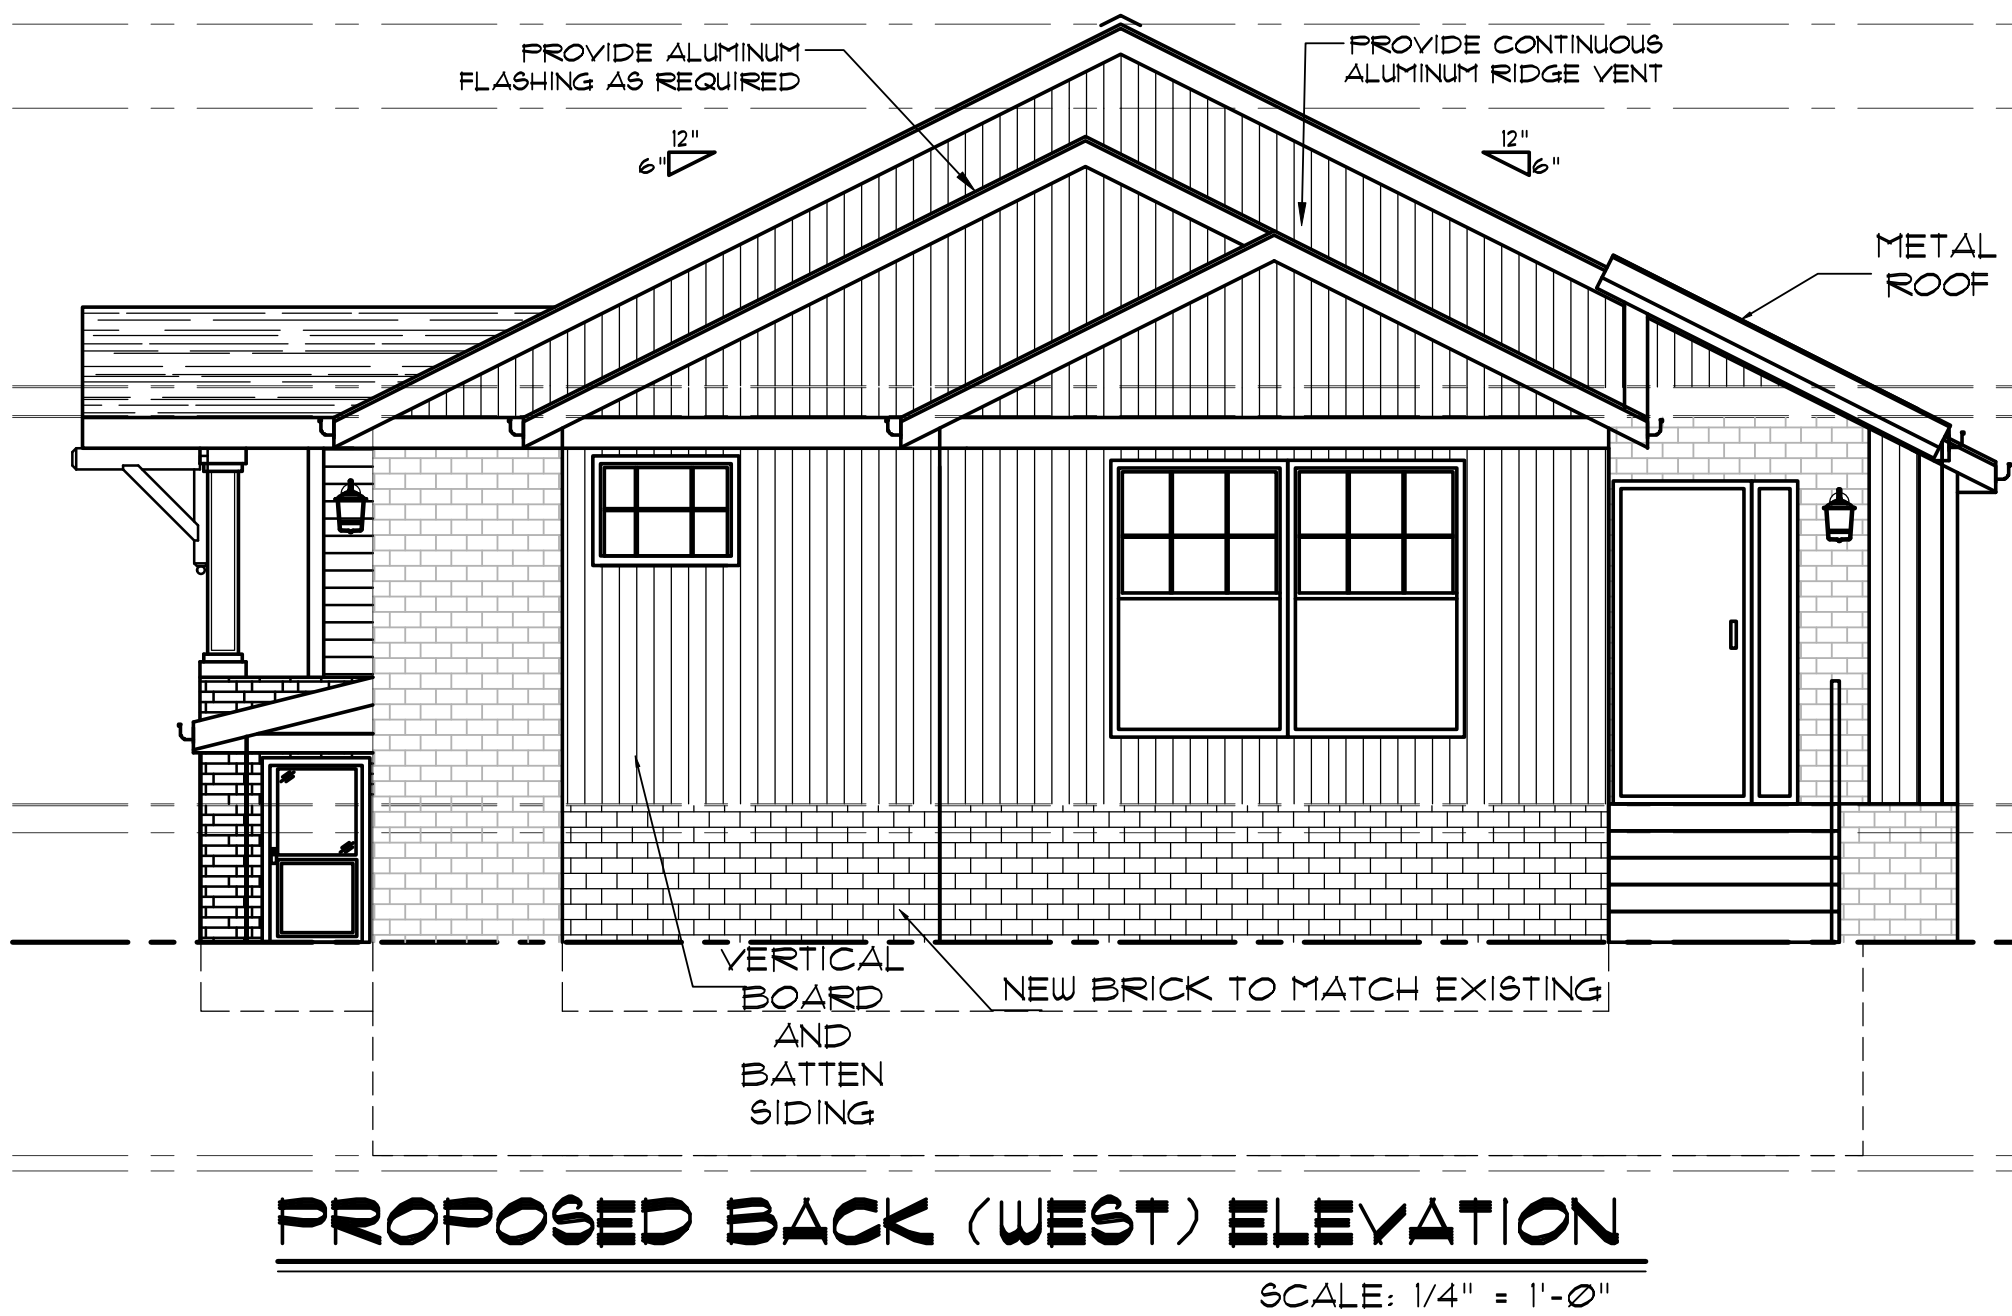 PROVIDE ALUMINUM
FLASHING AS REQUIRED
PROVIDE CONTINUOUS
ALUMINUM RIDGE VENT
12"
6"
12"
6"
METAL
ROOF
VERTICAL
BOARD
AND
BATTEN
SIDING
NEW BRICK TO MATCH EXISTING
PROPOSED BACK (WEST) ELEVATION
SCALE: 1/4" = 1'-0"